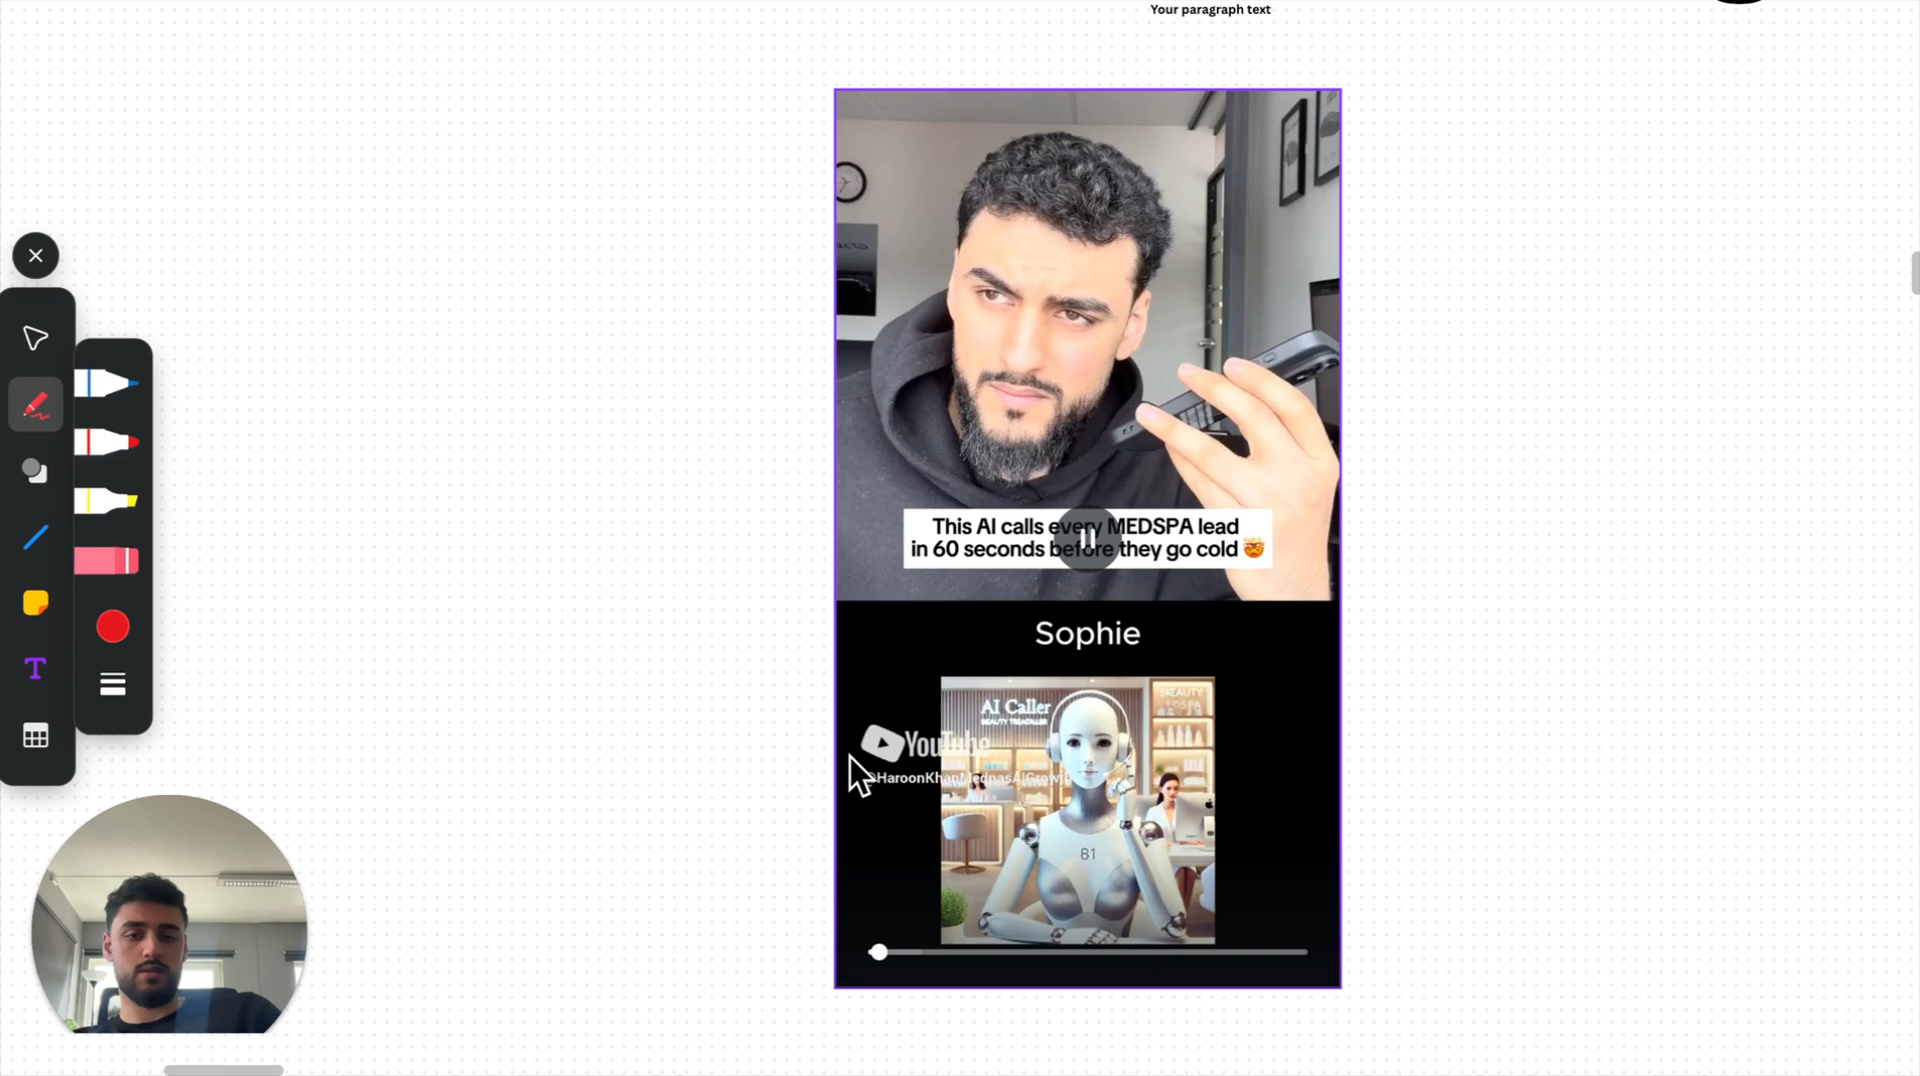 Your paragraph text
This AI calls every MEDSPA lead
in 60 seconds before they go cold 🤯
Sophie
AI Caller
YouTube
@HaroonKhanMedpasAIGrowth
81
T